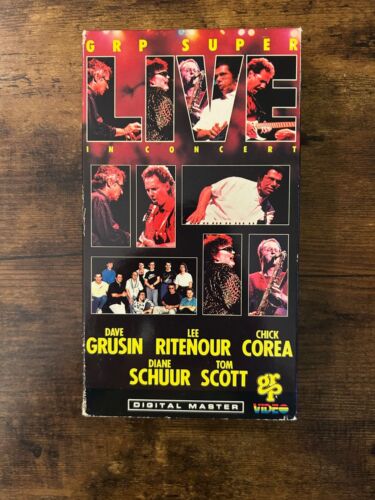 GRP SUPER
LIVE
IN CONCERT
DAVE GRUSIN
LEE RITENOUR
CHICK COREA
DIANE SCHUUR
TOM SCOTT
GRP
VIDEO
DIGITAL MASTER